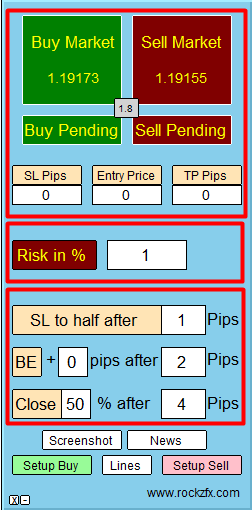 Buy Market Sell Market
1.19173 1.19155
1.8
Buy Pending Sell Pending
SL Pips Entry Price TP Pips
0 0 0
Risk in % 1
SL to half after 1 Pips
BE + 0 pips after 2 Pips
Close 50 % after 4 Pips
Screenshot News
Setup Buy Lines Setup Sell
www.rockzfx.com
X -